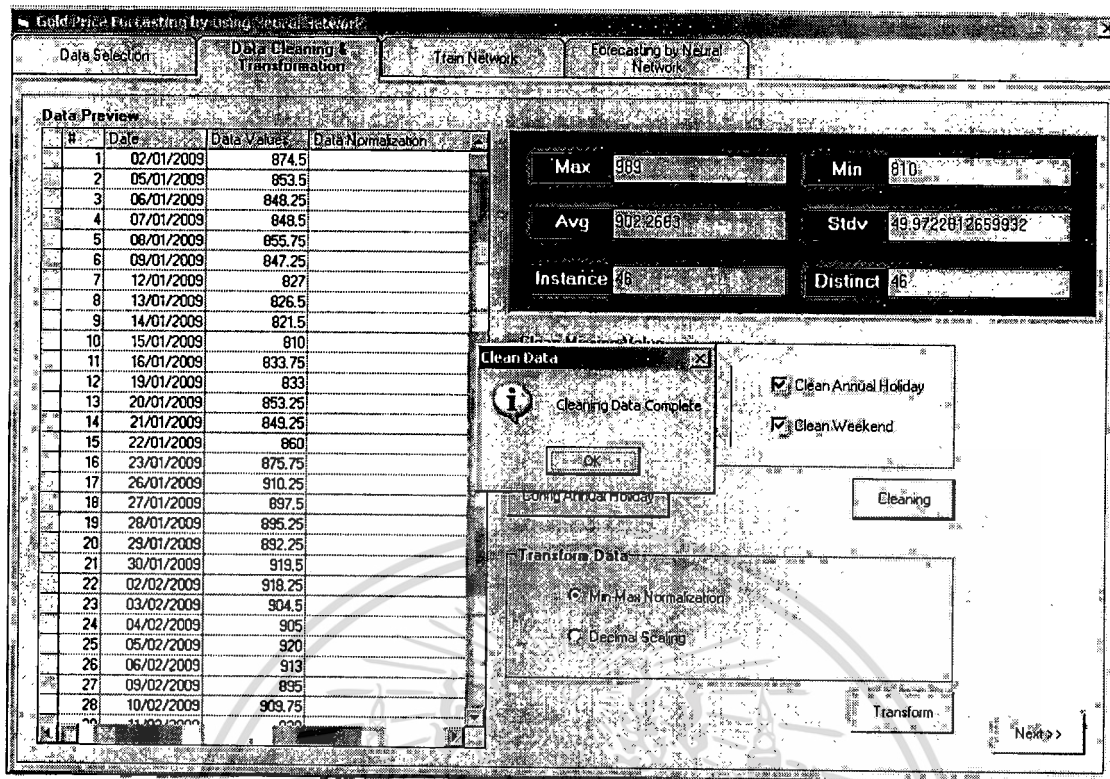 Gold Price Forcasting by using Neural Network
Data Selection
Data Cleaning &
Transformation
Train Network
Forecasting by Neural
Network
Data Preview
# Date Data Values Data Normalization
1 02/01/2009 874.5
2 05/01/2009 853.5
3 06/01/2009 848.25
4 07/01/2009 848.5
5 08/01/2009 855.75
6 09/01/2009 847.25
7 12/01/2009 827
8 13/01/2009 826.5
9 14/01/2009 821.5
10 15/01/2009 810
11 16/01/2009 833.75
12 19/01/2009 833
13 20/01/2009 853.25
14 21/01/2009 849.25
15 22/01/2009 860
16 23/01/2009 875.75
17 26/01/2009 910.25
18 27/01/2009 897.5
19 28/01/2009 895.25
20 29/01/2009 892.25
21 30/01/2009 919.5
22 02/02/2009 918.25
23 03/02/2009 904.5
24 04/02/2009 905
25 05/02/2009 920
26 06/02/2009 913
27 09/02/2009 895
28 10/02/2009 909.75
Max 989
Min 810
Avg 902.2683
Stdv 49.9722812659932
Instance 46
Distinct 46
Clean Data
Cleaning Data Complete
OK
Clean Annual Holiday
Clean Weekend
Config Annual Holiday
Cleaning
Transform Data
Min-Max Normalization
Decimal Scaling
Transform
Next >>